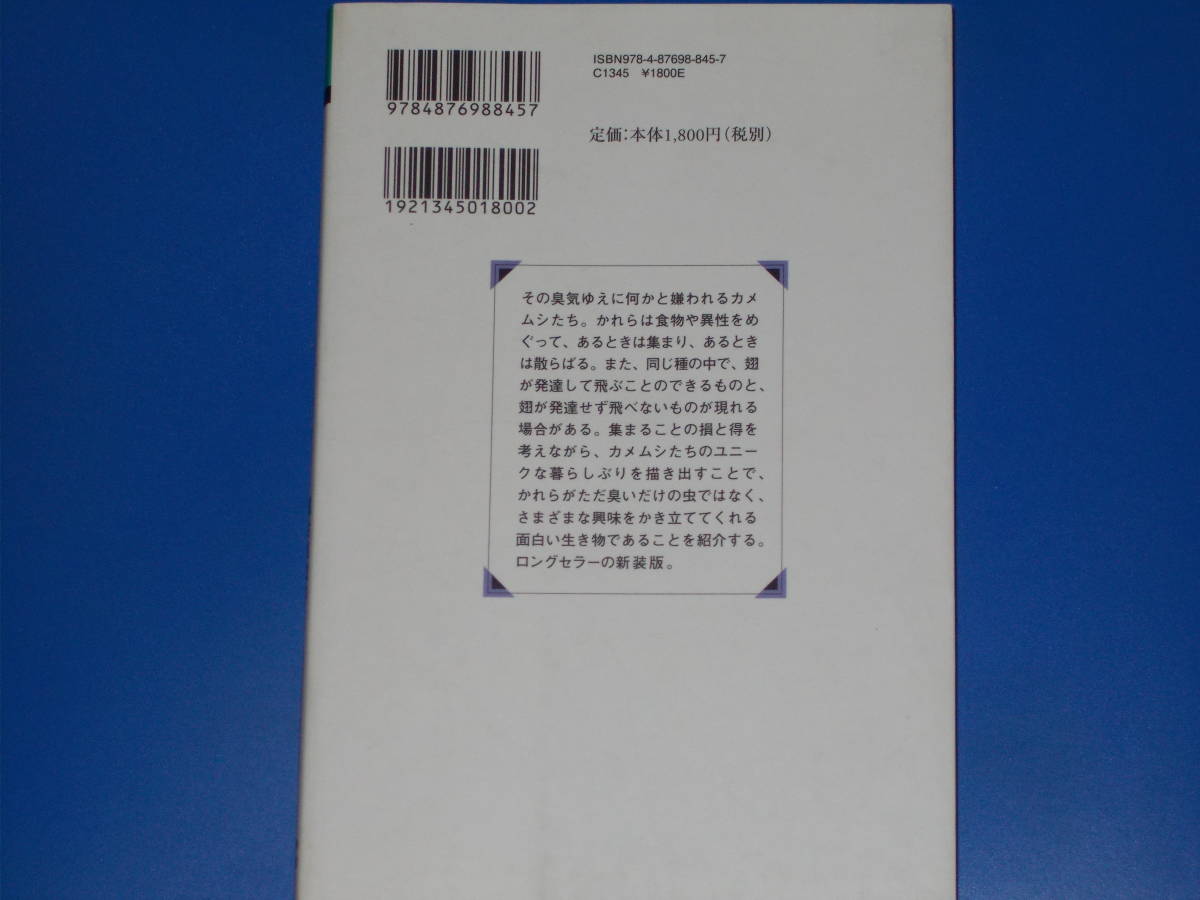 ISBN978-4-87698-845-7
C1345 ¥1800E
9784876988457
定価：本体1,800円（税別）
1921345018002
その臭気ゆえに何かと嫌われるカメ
ムシたち。かれらは食物や異性をめ
ぐって、あるときは集まり、あるとき
は散らばる。また、同じ種の中で、翅
が発達して飛ぶことのできるものと、
翅が発達せず飛べないものが現れる
場合がある。集まることの損と得を
考えながら、カメムシたちのユニー
クな暮らしぶりを描き出すことで、
かれらがただ臭いだけの虫ではなく、
さまざまな興味をかき立ててくれる
面白い生き物であることを紹介する。
ロングセラーの新装版。